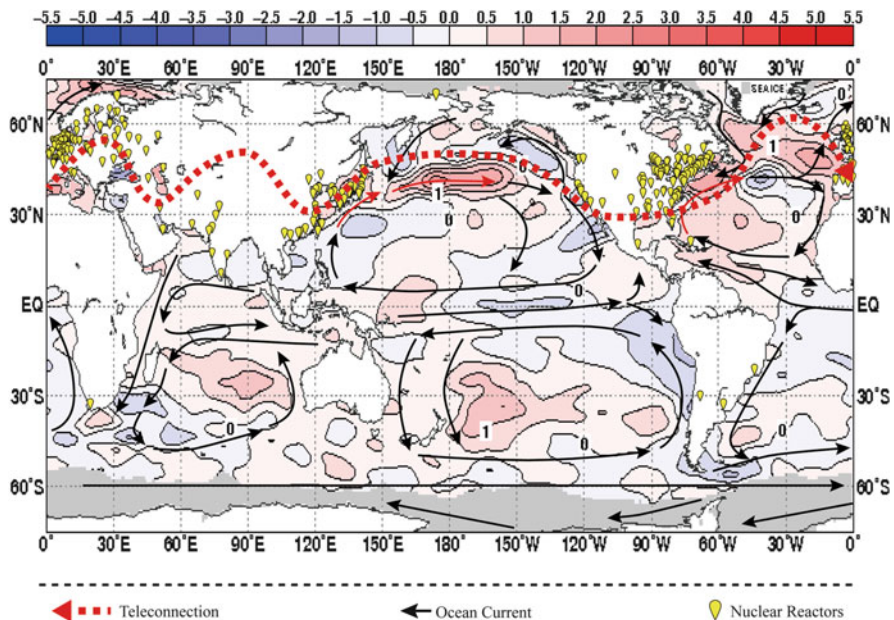 -5.5 -5.0 -4.5 -4.0 -3.5 -3.0 -2.5 -2.0 -1.5 -1.0 -0.5 0.0 0.5 1.0 1.5 2.0 2.5 3.0 3.5 4.0 4.5 5.5
0° 30°E 60°E 90°E 120°E 150°E 180° 150°W 120°W 90°W 60°W 30°W 0°
SEAICE 0
60°N 60°N
1
0
30°N 1 0 0 30°N
0
EQ EQ
30°S 30°S
0 1 0 0
60°S 60°S
0° 30°E 60°E 90°E 120°E 150°E 180° 150°W 120°W 90°W 60°W 30°W 0°
Teleconnection Ocean Current Nuclear Reactors